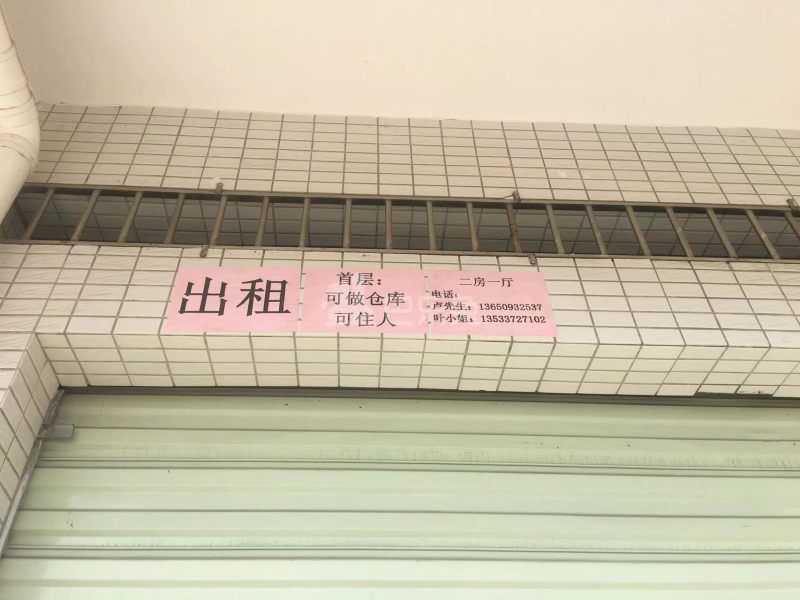 出租
首层：
可做仓库
可住人
二房一厅
电话：
卢先生：13650932537
叶小姐：13533727102